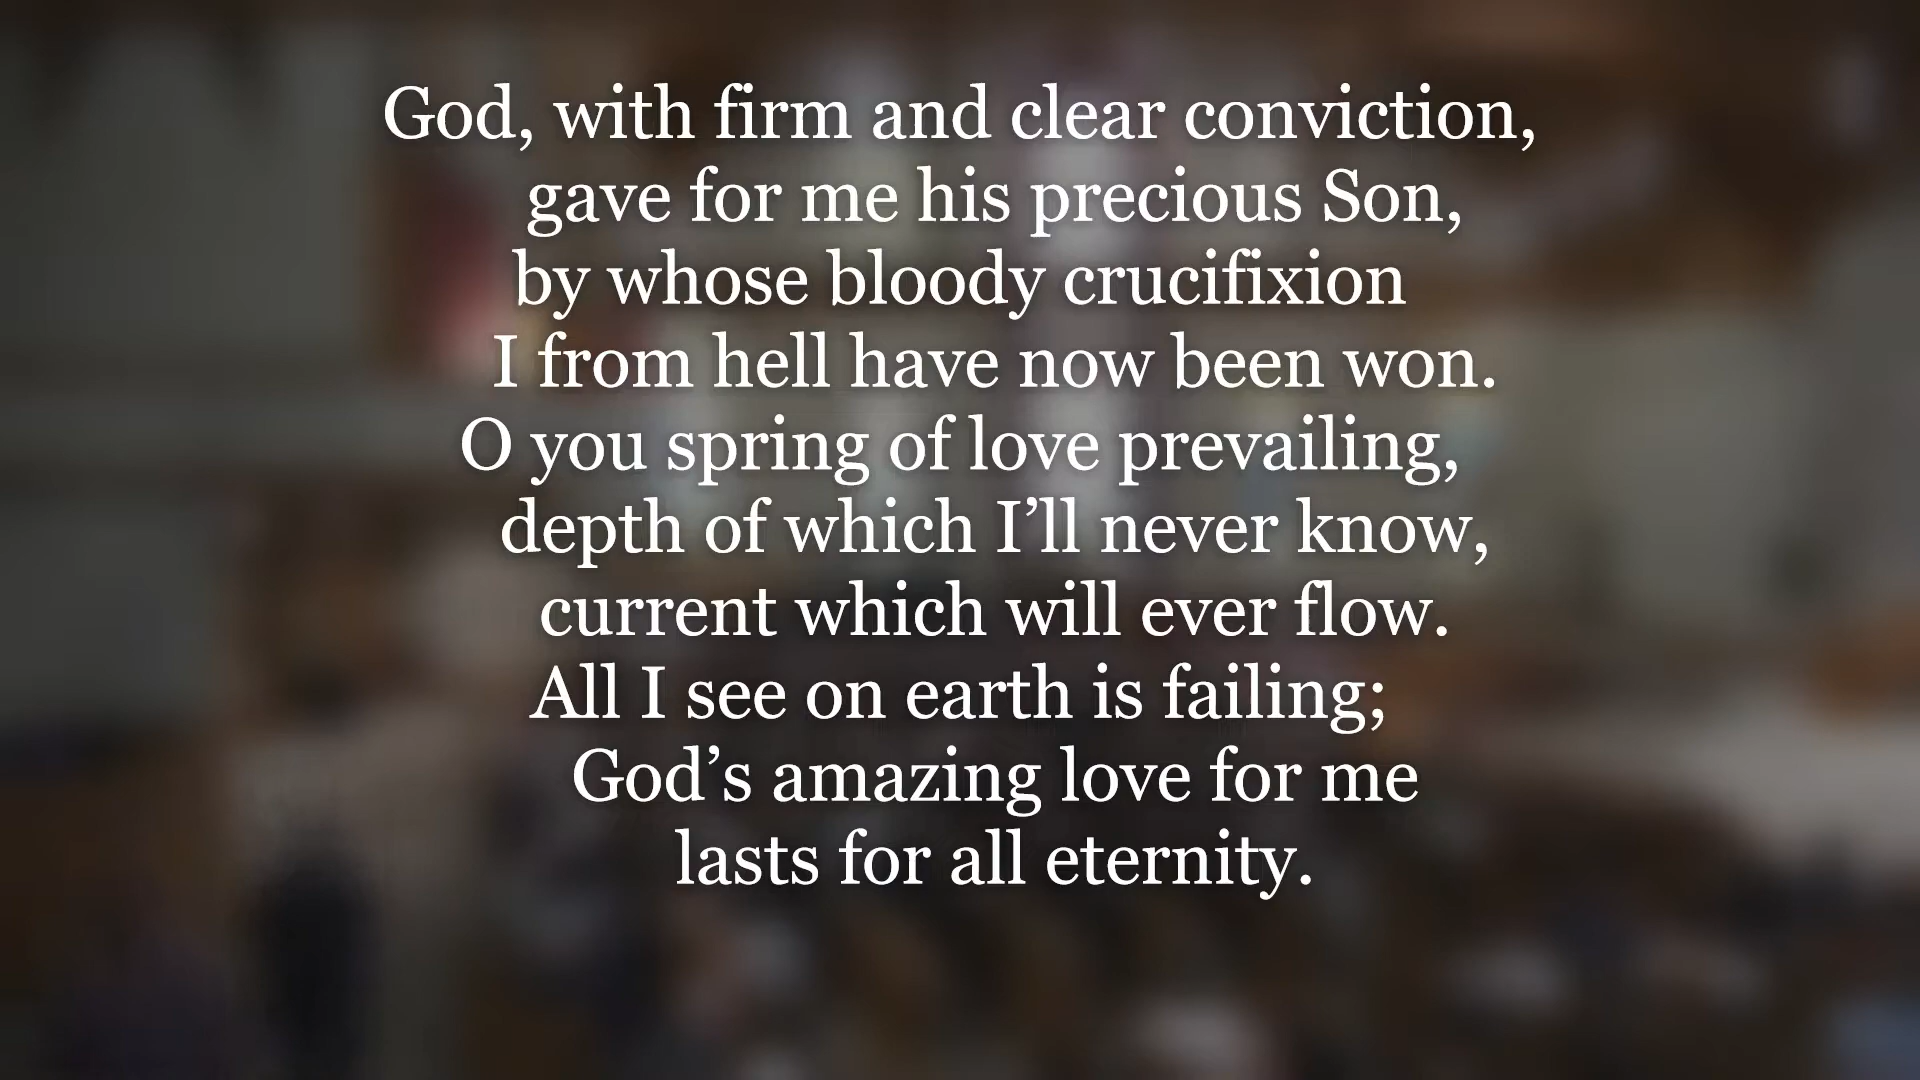 God, with firm and clear conviction,
gave for me his precious Son,
by whose bloody crucifixion
I from hell have now been won.
O you spring of love prevailing,
depth of which I’ll never know,
current which will ever flow.
All I see on earth is failing;
God’s amazing love for me
lasts for all eternity.